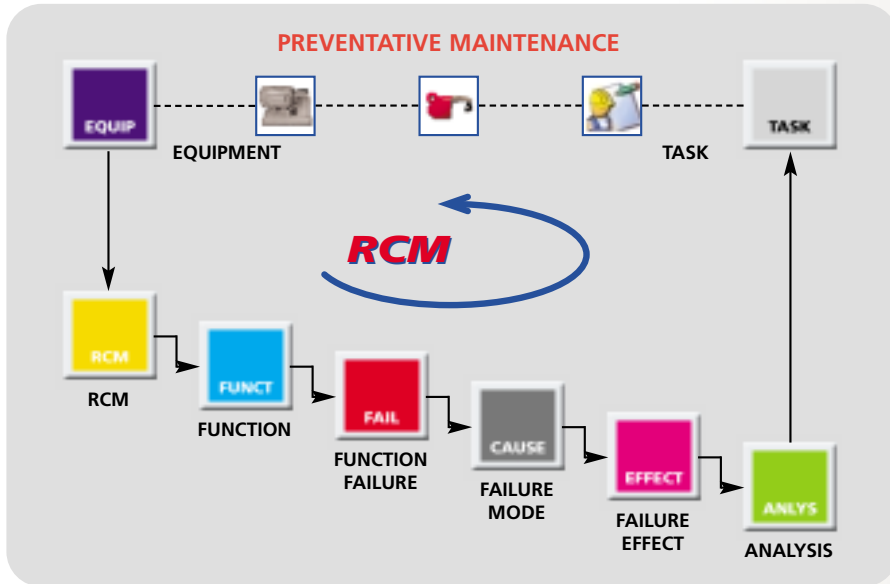 PREVENTATIVE MAINTENANCE
EQUIP
TASK
EQUIPMENT
TASK
RCM
RCM
RCM
FUNCT
FUNCTION
FAIL
FUNCTION
FAILURE
CAUSE
FAILURE
MODE
EFFECT
FAILURE
EFFECT
ANLYS
ANALYSIS